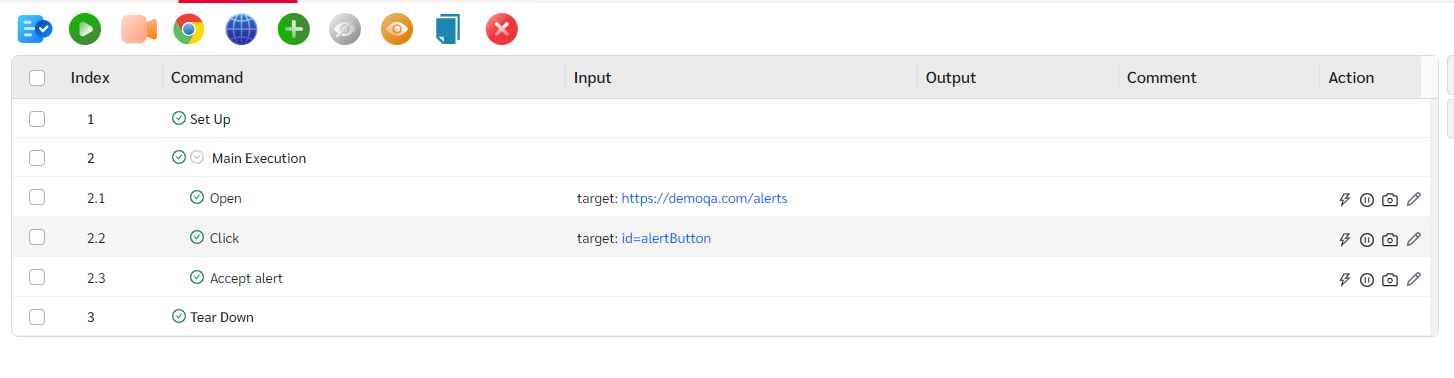 Index Command Input Output Comment Action
1 Set Up
2 Main Execution
2.1 Open target: https://demoqa.com/alerts
2.2 Click target: id=alertButton
2.3 Accept alert
3 Tear Down